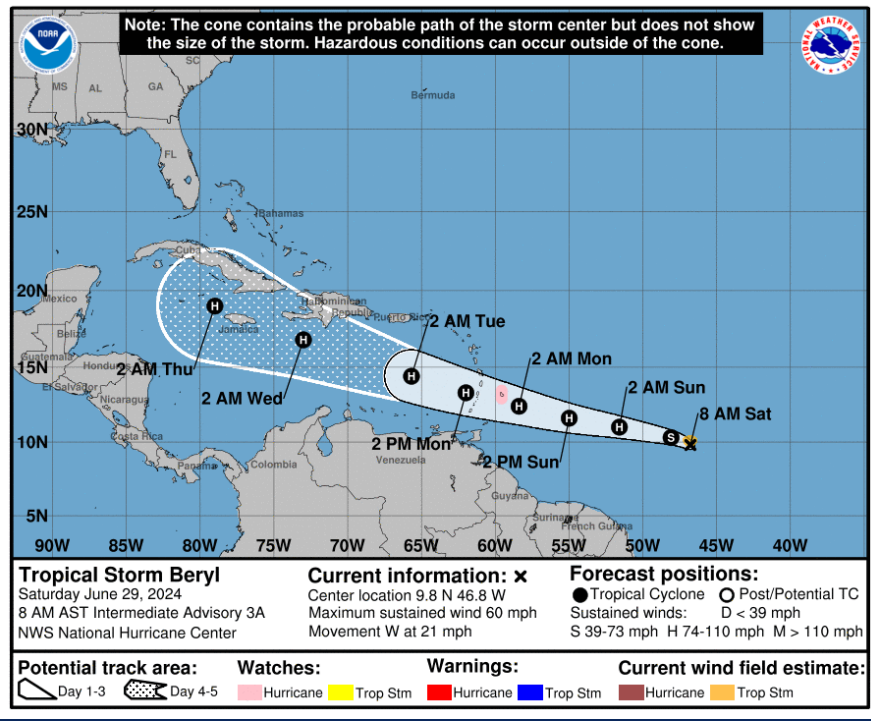 Note: The cone contains the probable path of the storm center but does not show
the size of the storm. Hazardous conditions can occur outside of the cone.
NOAA
NATIONAL WEATHER SERVICE
SC
MS
AL
GA
Bermuda
30N
FL
25N
Bahamas
Cuba
20N
Mexico
Dominican
Puerto Rico
2 AM Tue
Jamaica
Belize
H
H
Guatemala
Honduras
15N
2 AM Thu
H
2 AM Mon
El Salvador
Nicaragua
2 AM Wed
H
H
2 AM Sun
H
H
S
8 AM Sat
Costa Rica
10N
2 PM Mon
Panama
Colombia
Venezuela
2 PM Sun
Guyana
Suriname
French Guiana
5N
90W 85W 80W 75W 70W 65W 60W 55W 50W 45W 40W
Tropical Storm Beryl
Saturday June 29, 2024
8 AM AST Intermediate Advisory 3A
NWS National Hurricane Center
Current information: x
Center location 9.8 N 46.8 W
Maximum sustained wind 60 mph
Movement W at 21 mph
Forecast positions:
Tropical Cyclone Post/Potential TC
Sustained winds: D < 39 mph
S 39-73 mph H 74-110 mph M > 110 mph
Potential track area:
Day 1-3 Day 4-5
Watches:
Hurricane Trop Stm
Warnings:
Hurricane Trop Stm
Current wind field estimate:
Hurricane Trop Stm